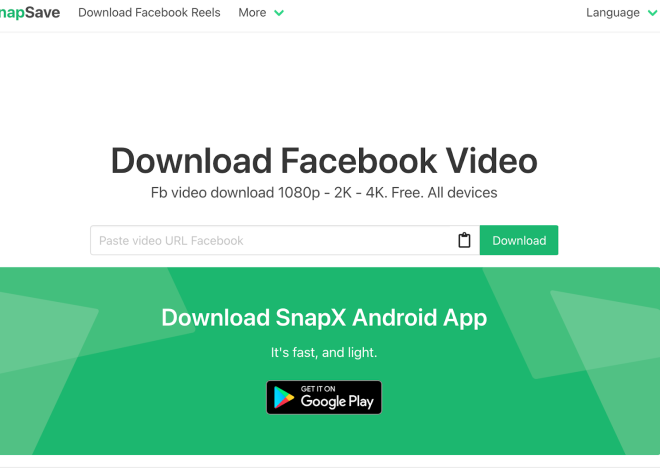 napSave
Download Facebook Reels
More
Language
Download Facebook Video
Fb video download 1080p - 2K - 4K. Free. All devices
Paste video URL Facebook
Download
Download SnapX Android App
It's fast, and light.
GET IT ON
Google Play